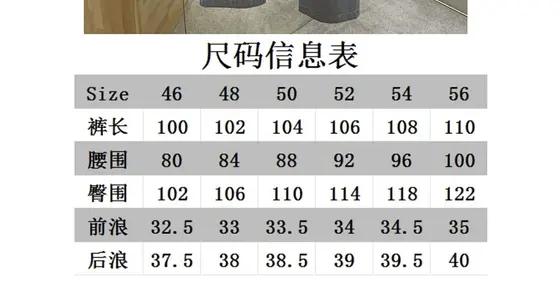 尺码信息表
Size 46 48 50 52 54 56
裤长 100 102 104 106 108 110
腰围 80 84 88 92 96 100
臀围 102 106 110 114 118 122
前浪 32.5 33 33.5 34 34.5 35
后浪 37.5 38 38.5 39 39.5 40